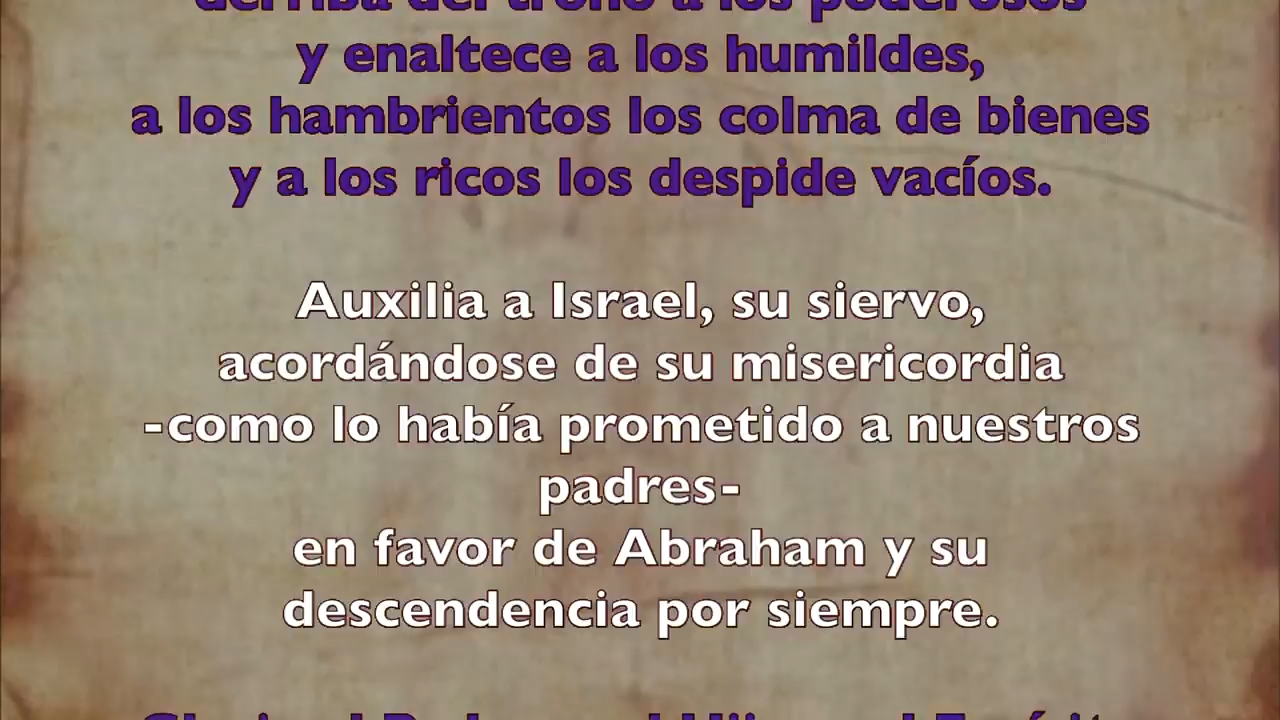 derriba del trono a los poderosos
y enaltece a los humildes,
a los hambrientos los colma de bienes
y a los ricos los despide vacíos.
Auxilia a Israel, su siervo,
acordándose de su misericordia
-como lo había prometido a nuestros
padres-
en favor de Abraham y su
descendencia por siempre.